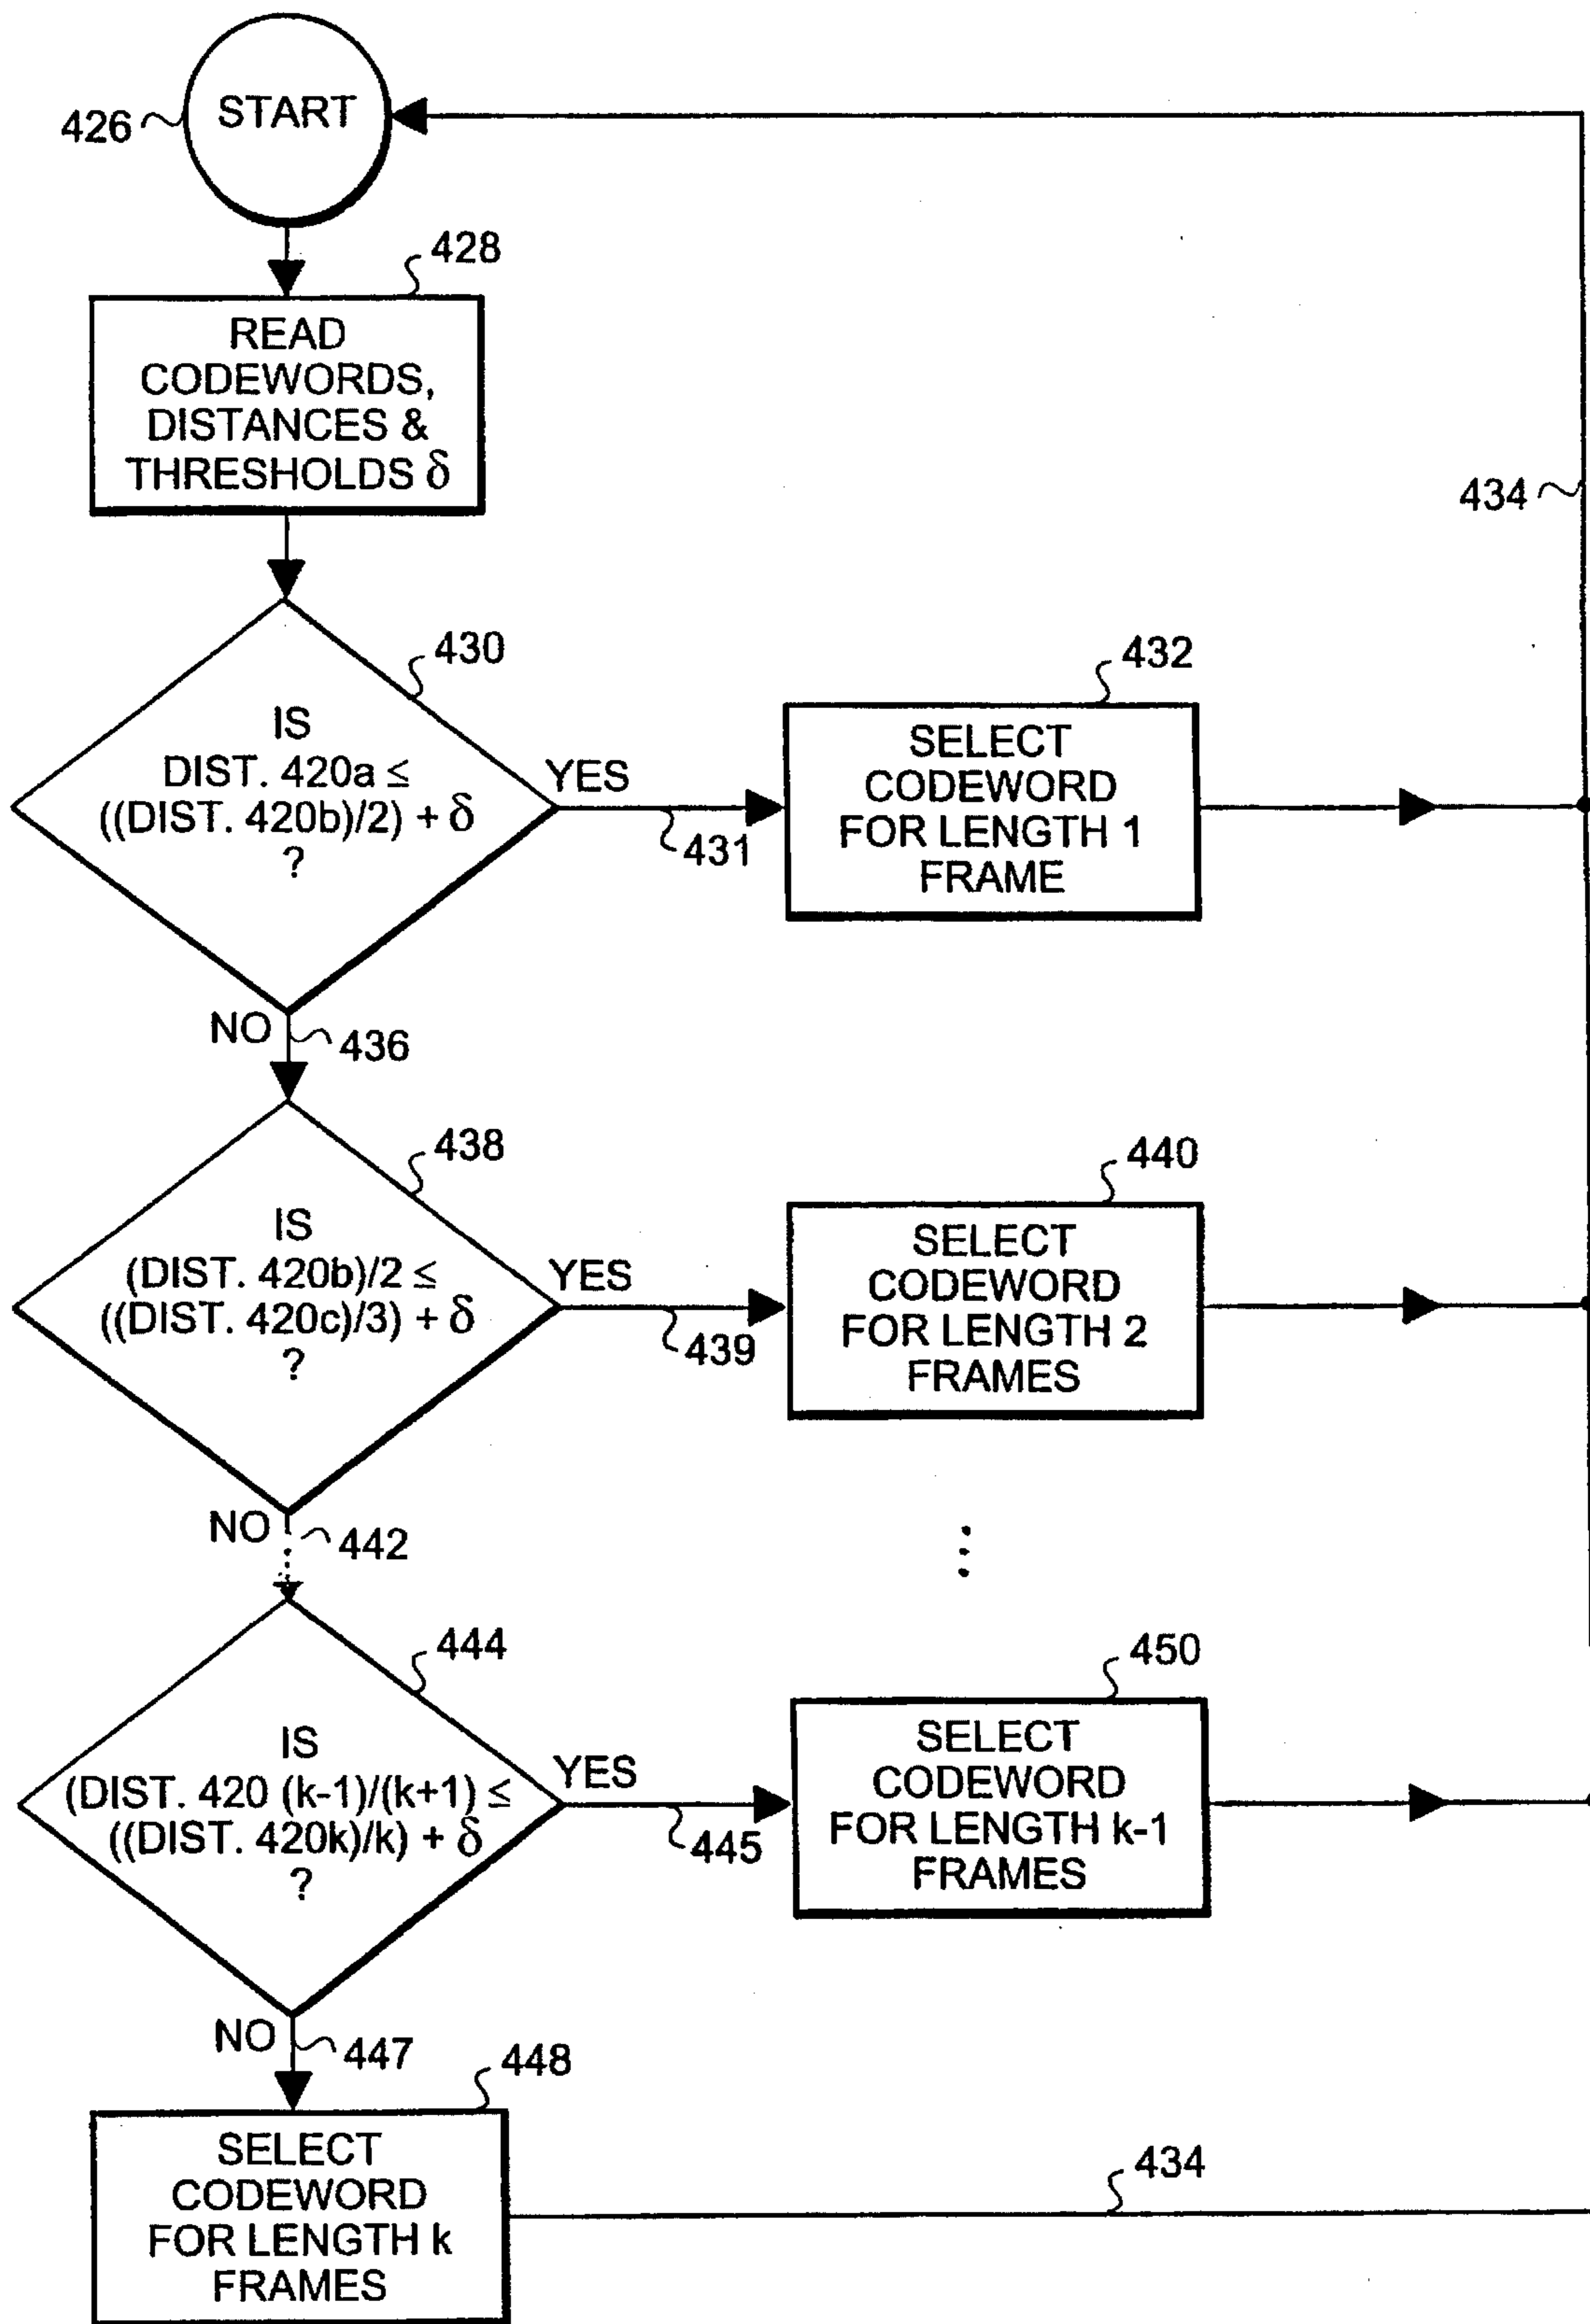 START
426
428
READ
CODEWORDS,
DISTANCES &
THRESHOLDS δ
434
430
IS
DIST. 420a ≤
((DIST. 420b)/2) + δ
?
YES
431
432
SELECT
CODEWORD
FOR LENGTH 1
FRAME
NO
436
438
IS
(DIST. 420b)/2 ≤
((DIST. 420c)/3) + δ
?
YES
439
440
SELECT
CODEWORD
FOR LENGTH 2
FRAMES
NO
442
444
IS
(DIST. 420 (k-1)/(k+1) ≤
((DIST. 420k)/k) + δ
?
YES
445
450
SELECT
CODEWORD
FOR LENGTH k-1
FRAMES
NO
447
448
SELECT
CODEWORD
FOR LENGTH k
FRAMES
434